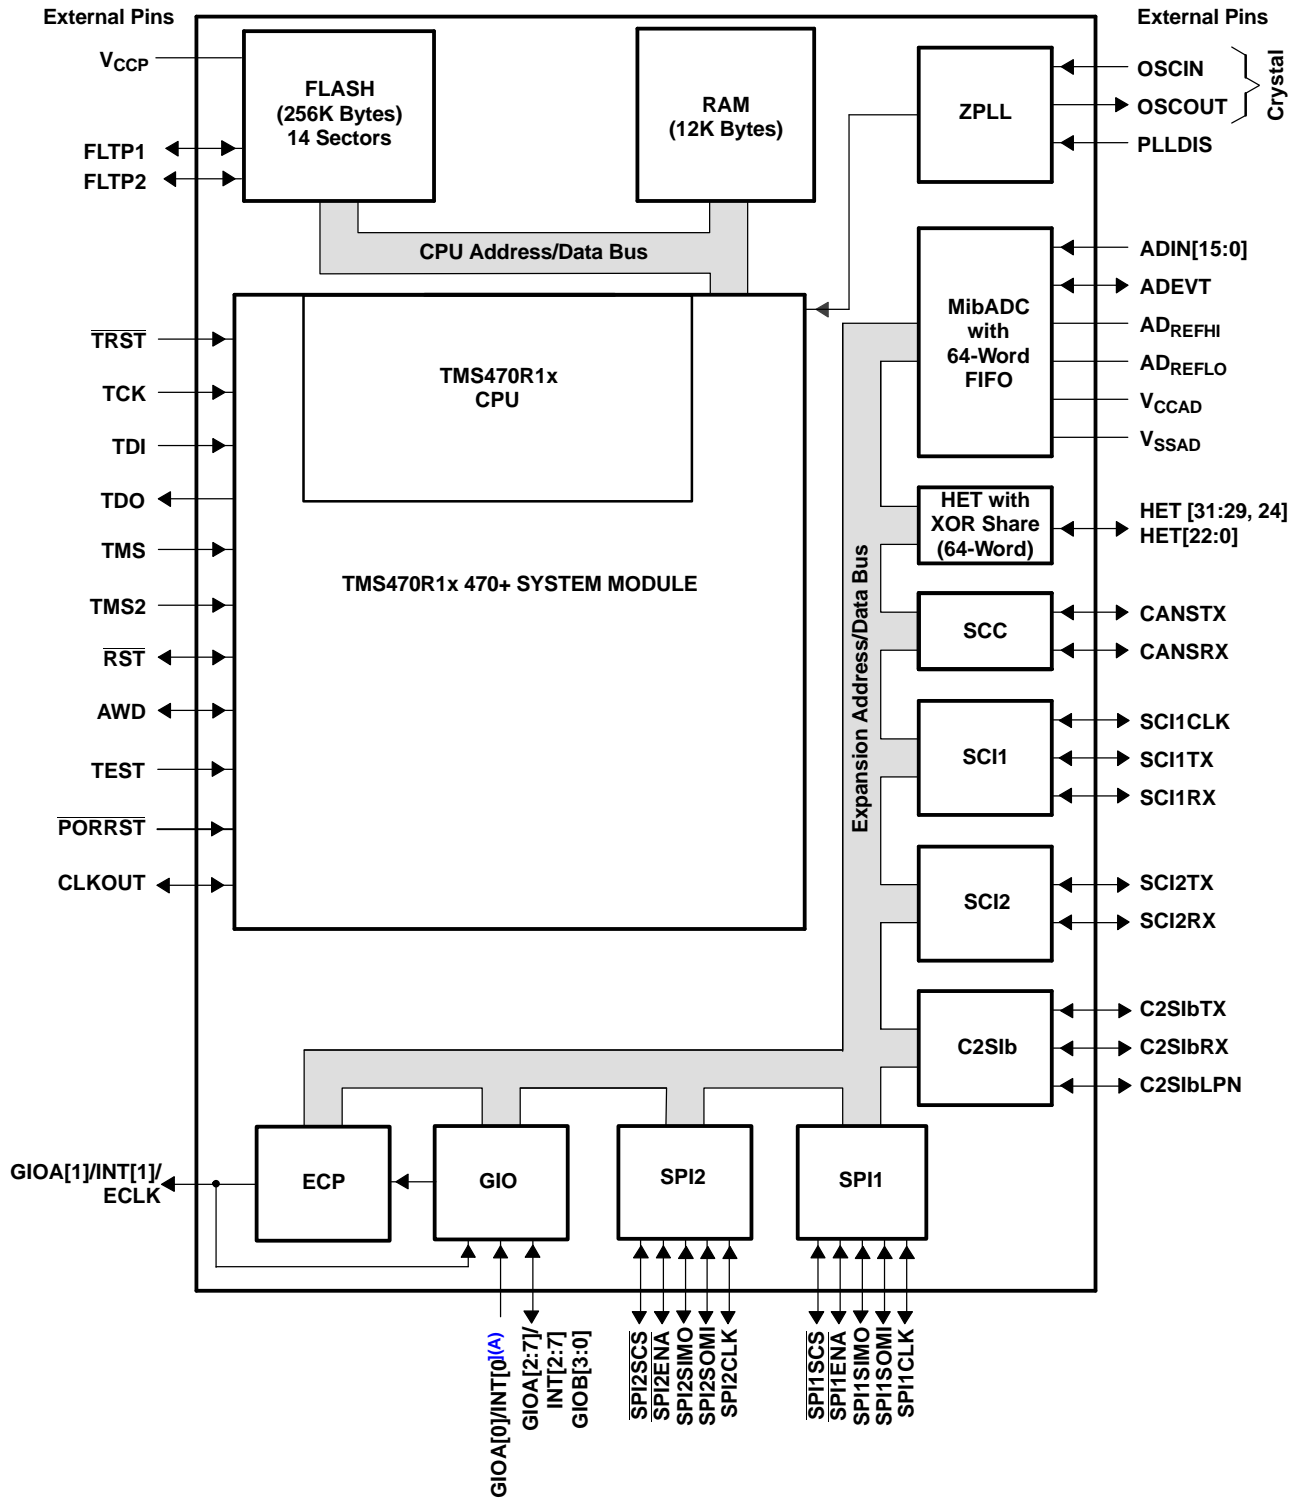 External Pins
External Pins
VCCP
FLTP1
FLTP2
FLASH
(256K Bytes)
14 Sectors
RAM
(12K Bytes)
ZPLL
OSCIN
OSCOUT
Crystal
PLLDIS
CPU Address/Data Bus
TRST
TCK
TDI
TDO
TMS
TMS2
RST
AWD
TEST
PORRST
CLKOUT
TMS470R1x
CPU
TMS470R1x 470+ SYSTEM MODULE
Expansion Address/Data Bus
MibADC
with
64-Word
FIFO
ADIN[15:0]
ADEVT
ADREFHI
ADREFLO
VCCAD
VSSAD
HET with
XOR Share
(64-Word)
HET [31:29, 24]
HET[22:0]
SCC
CANSTX
CANSRX
SCI1
SCI1CLK
SCI1TX
SCI1RX
SCI2
SCI2TX
SCI2RX
C2SIb
C2SIbTX
C2SIbRX
C2SIbLPN
GIOA[1]/INT[1]/
ECLK
ECP
GIO
SPI2
SPI1
GIOA[0]/INT[0](A)
GIOA[2:7]/
INT[2:7]
GIOB[3:0]
SPI2SCS
SPI2ENA
SPI2SIMO
SPI2SOMI
SPI2CLK
SPI1SCS
SPI1ENA
SPI1SIMO
SPI1SOMI
SPI1CLK